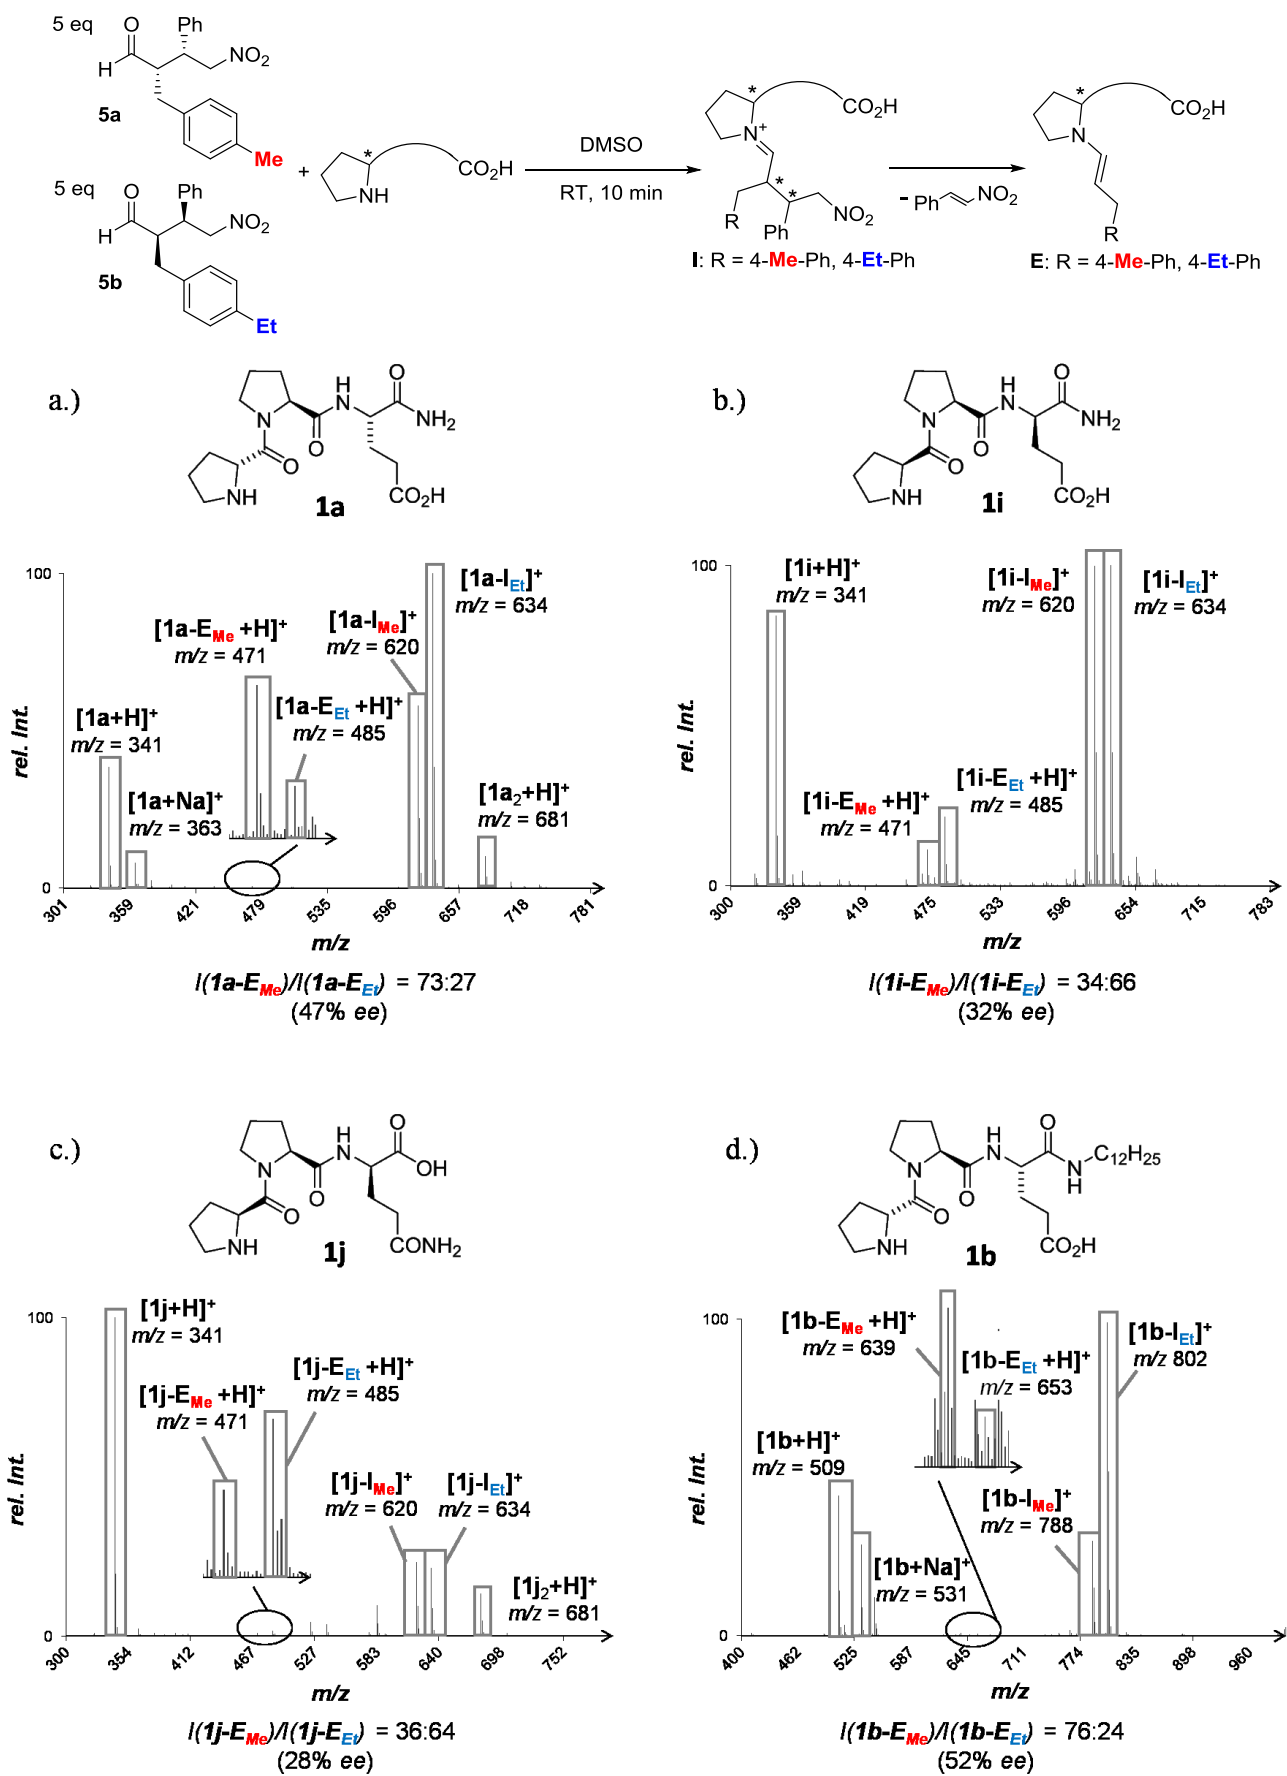 5 eq
O
Ph
H
NO2
5a
Me
5 eq
O
Ph
H
NO2
5b
Et
+
*
CO2H
NH
DMSO
RT, 10 min
*
CO2H
N+
*
*
R
NO2
Ph
I: R = 4-Me-Ph, 4-Et-Ph
- Ph NO2
*
CO2H
N
R
E: R = 4-Me-Ph, 4-Et-Ph
a.)
H
N
O
NH2
N
O
O
NH
CO2H
1a
100
[1a-IEt]+
m/z = 634
[1a-IMe]+
m/z = 620
[1a-EMe +H]+
m/z = 471
[1a-EEt +H]+
m/z = 485
[1a+H]+
m/z = 341
[1a+Na]+
m/z = 363
[1a2+H]+
m/z = 681
rel. Int.
0
301 359 421 479 535 596 657 718 781
m/z
I(1a-EMe)/I(1a-EEt) = 73:27
(47% ee)
b.)
H
N
O
NH2
N
O
O
NH
CO2H
1i
100
[1i+H]+
m/z = 341
[1i-IMe]+
m/z = 620
[1i-IEt]+
m/z = 634
[1i-EEt +H]+
m/z = 485
[1i-EMe +H]+
m/z = 471
rel. Int.
0
300 359 419 475 533 596 654 715 783
m/z
I(1i-EMe)/I(1i-EEt) = 34:66
(32% ee)
c.)
H
N
O
OH
N
O
O
NH
CONH2
1j
100
[1j+H]+
m/z = 341
[1j-EEt +H]+
m/z = 485
[1j-EMe +H]+
m/z = 471
[1j-IMe]+
m/z = 620
[1j-IEt]+
m/z = 634
[1j2+H]+
m/z = 681
rel. Int.
0
300 354 412 467 527 583 640 698 752
m/z
I(1j-EMe)/I(1j-EEt) = 36:64
(28% ee)
d.)
H
N
O
N
H
C12H25
N
O
O
NH
CO2H
1b
100
[1b-EMe +H]+
m/z = 639
[1b-EEt +H]+
m/z = 653
[1b-IEt]+
m/z 802
[1b+H]+
m/z = 509
[1b-IMe]+
m/z = 788
[1b+Na]+
m/z = 531
rel. Int.
0
400 462 525 587 645 711 774 835 898 960
m/z
I(1b-EMe)/I(1b-EEt) = 76:24
(52% ee)